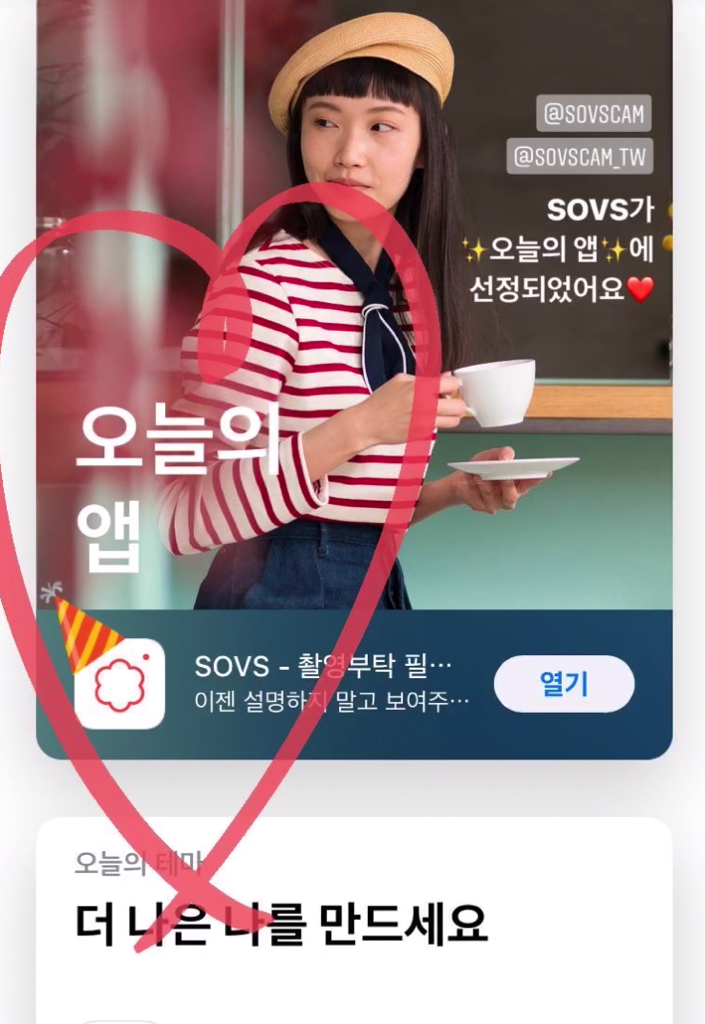 @SOVSCAM
@SOVSCAM_TW
SOVS가
✨오늘의 앱✨에
선정되었어요❤️
오늘의
앱
SOVS - 촬영부탁 필…
이젠 설명하지 말고 보여주…
열기
오늘의 테마
더 나은 나를 만드세요